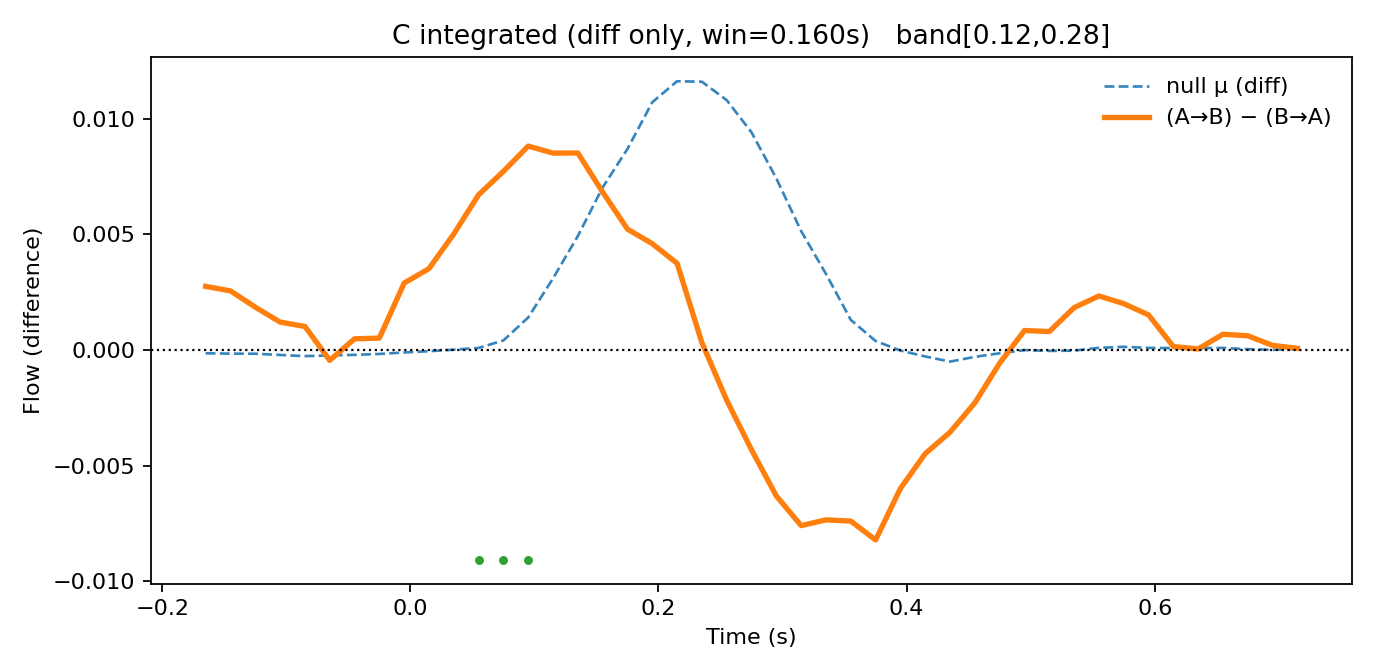 C integrated (diff only, win=0.160s)   band[0.12,0.28]
null μ (diff)
(A→B) − (B→A)
Flow (difference)
0.010
0.005
0.000
−0.005
−0.010
−0.2
0.0
0.2
0.4
0.6
Time (s)